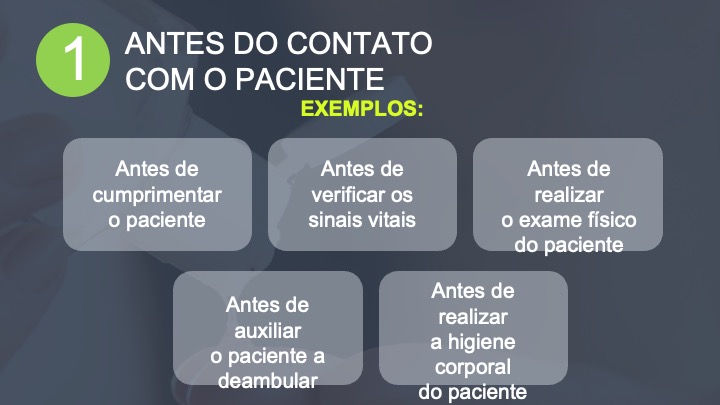 1
ANTES DO CONTATO
COM O PACIENTE
EXEMPLOS:
Antes de
cumprimentar
o paciente
Antes de
verificar os
sinais vitais
Antes de
realizar
o exame físico
do paciente
Antes de
auxiliar
o paciente a
deambular
Antes de
realizar
a higiene
corporal
do paciente